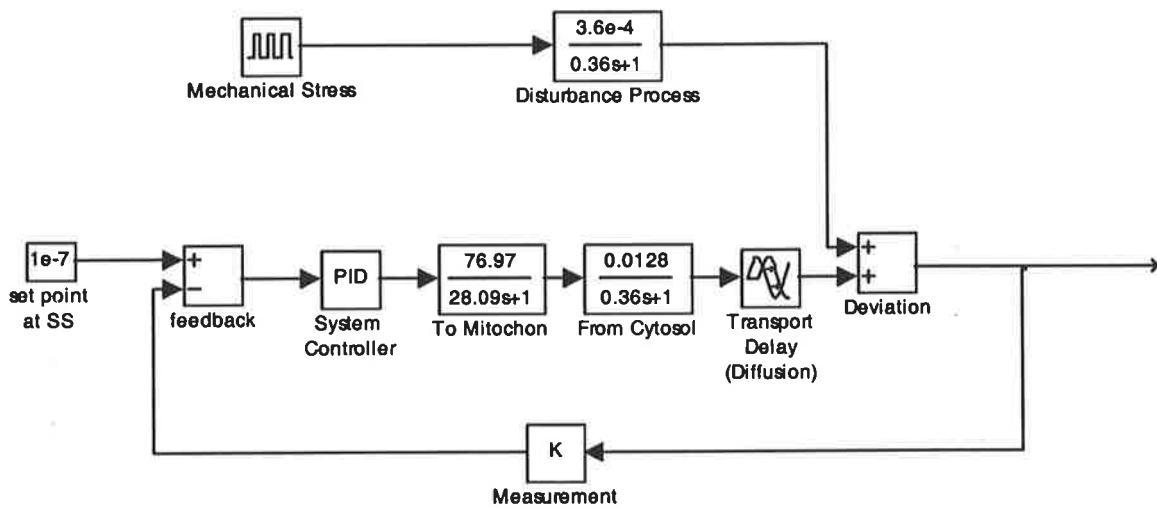 3.6e-4
0.36s+1
Mechanical Stress
Disturbance Process
1e-7
set point
at SS
+
−
feedback
PID
System
Controller
76.97
28.09s+1
To Mitochon
0.0128
0.36s+1
From Cytosol
Transport
Delay
(Diffusion)
+
+
Deviation
K
Measurement